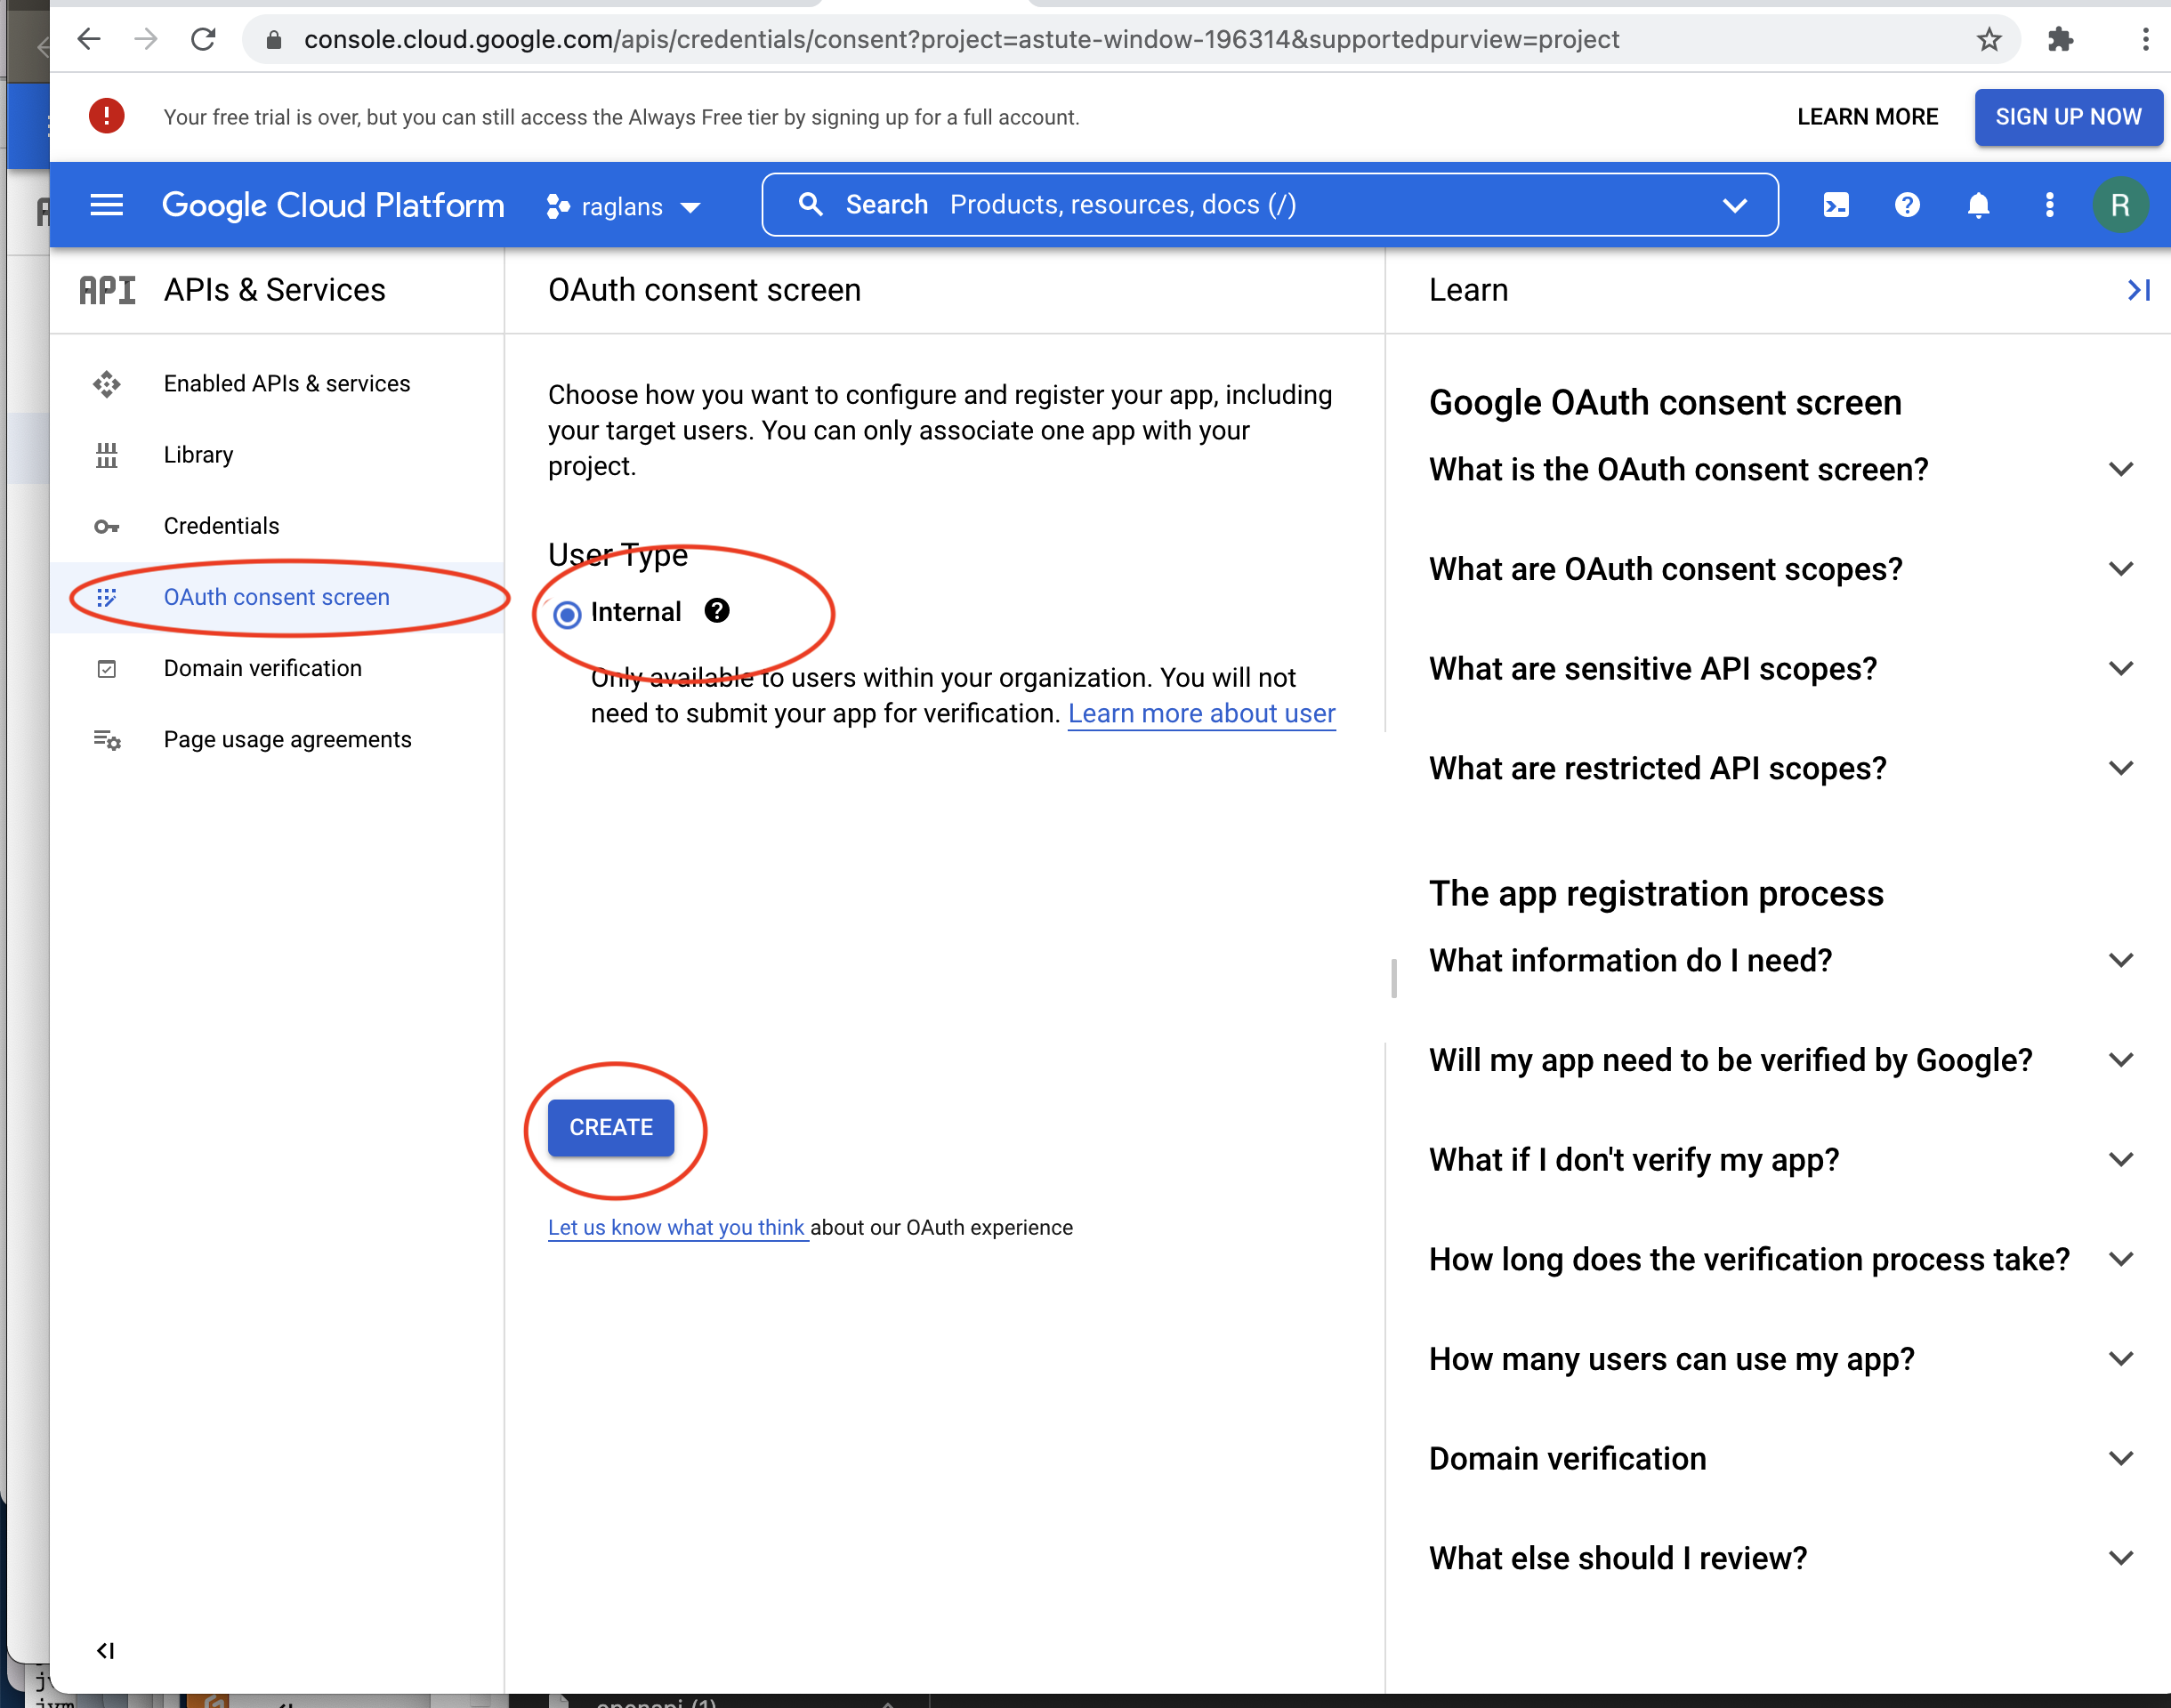 console.cloud.google.com/apis/credentials/consent?project=astute-window-196314&supportedpurview=project
Your free trial is over, but you can still access the Always Free tier by signing up for a full account.
LEARN MORE
SIGN UP NOW
Google Cloud Platform
raglans
Search Products, resources, docs (/)
R
API APIs & Services
Enabled APIs & services
Library
Credentials
OAuth consent screen
Domain verification
Page usage agreements
OAuth consent screen
Choose how you want to configure and register your app, including
your target users. You can only associate one app with your
project.
User Type
Internal
Only available to users within your organization. You will not
need to submit your app for verification. Learn more about user
CREATE
Let us know what you think about our OAuth experience
Learn
Google OAuth consent screen
What is the OAuth consent screen?
What are OAuth consent scopes?
What are sensitive API scopes?
What are restricted API scopes?
The app registration process
What information do I need?
Will my app need to be verified by Google?
What if I don't verify my app?
How long does the verification process take?
How many users can use my app?
Domain verification
What else should I review?